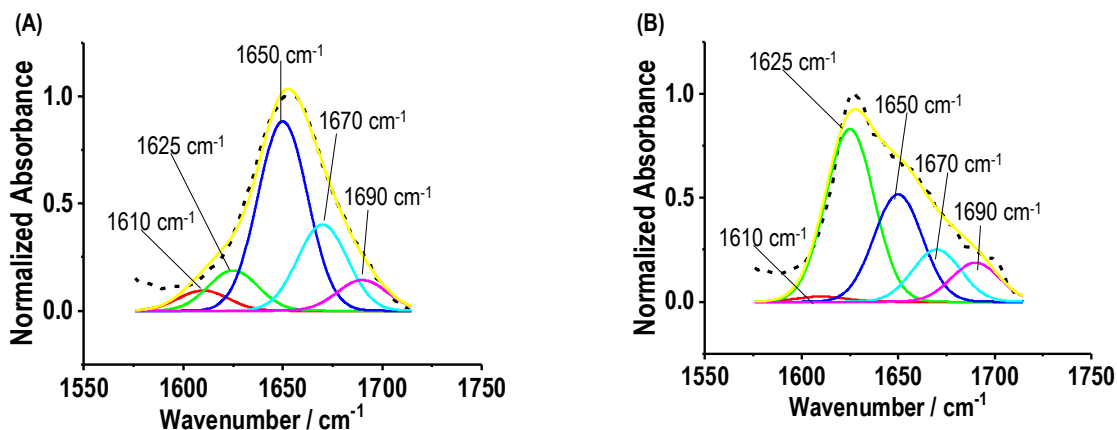 (A)
Normalized Absorbance
1.0
0.5
0.0
1550
1600
1650
1700
1750
Wavenumber / cm⁻¹
1610 cm⁻¹
1625 cm⁻¹
1650 cm⁻¹
1670 cm⁻¹
1690 cm⁻¹
(B)
Normalized Absorbance
1.0
0.5
0.0
1550
1600
1650
1700
1750
Wavenumber / cm⁻¹
1610 cm⁻¹
1625 cm⁻¹
1650 cm⁻¹
1670 cm⁻¹
1690 cm⁻¹